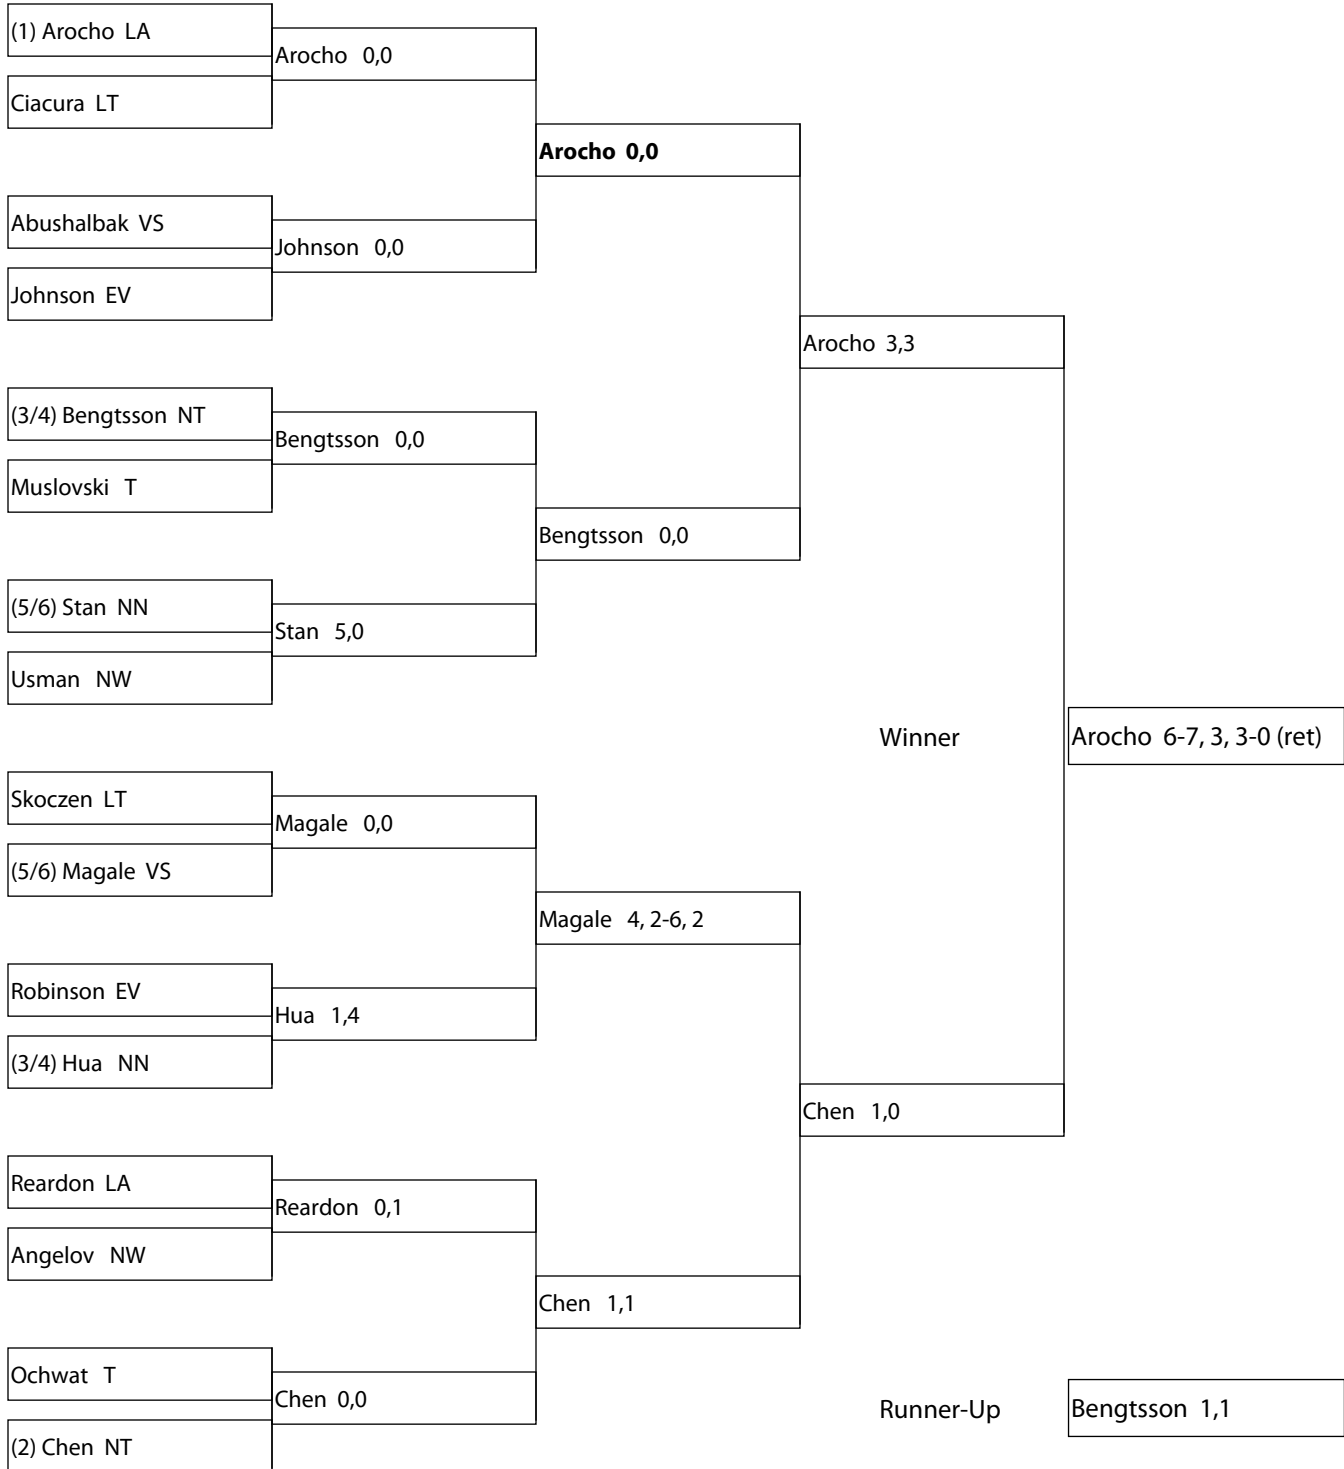 (1) Arocho LA
Arocho 0,0
Ciacura LT
Arocho 0,0
Abushalbak VS
Johnson 0,0
Johnson EV
Arocho 3,3
(3/4) Bengtsson NT
Bengtsson 0,0
Muslovski T
Bengtsson 0,0
(5/6) Stan NN
Stan 5,0
Usman NW
Winner
Arocho 6-7, 3, 3-0 (ret)
Skoczen LT
Magale 0,0
(5/6) Magale VS
Magale 4, 2-6, 2
Robinson EV
Hua 1,4
(3/4) Hua NN
Chen 1,0
Reardon LA
Reardon 0,1
Angelov NW
Chen 1,1
Ochwat T
Chen 0,0
Runner-Up
Bengtsson 1,1
(2) Chen NT